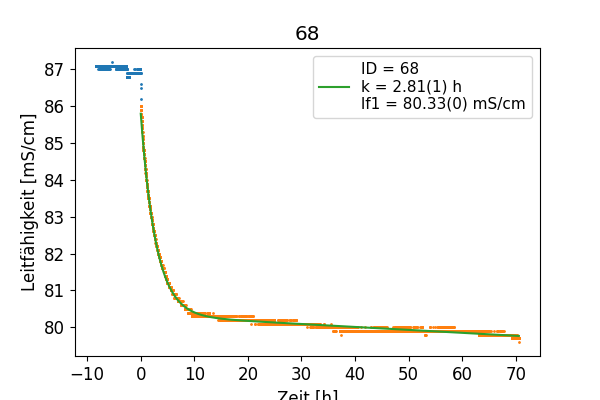 68
ID = 68
k = 2.81(1) h
lf1 = 80.33(0) mS/cm
Leitfähigkeit [mS/cm]
87
86
85
84
83
82
81
80
−10 0 10 20 30 40 50 60 70
Zeit [h]